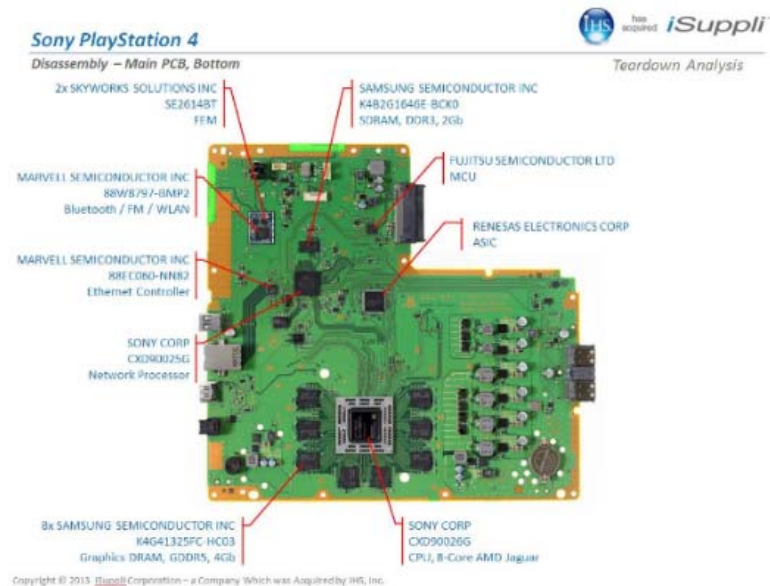 Sony PlayStation 4
IHS has acquired iSuppli
Disassembly – Main PCB, Bottom
Teardown Analysis
2x SKYWORKS SOLUTIONS INC
SE2614BT
FEM
SAMSUNG SEMICONDUCTOR INC
K4B2G1646E-BCK0
SDRAM, DDR3, 2Gb
MARVELL SEMICONDUCTOR INC
88W8797-BMP2
Bluetooth / FM / WLAN
FUJITSU SEMICONDUCTOR LTD
MCU
RENESAS ELECTRONICS CORP
ASIC
MARVELL SEMICONDUCTOR INC
88EC060-NN82
Ethernet Controller
SONY CORP
CXD90025G
Network Processor
8x SAMSUNG SEMICONDUCTOR INC
K4G41325FC-HC03
Graphics DRAM, GDDR5, 4Gb
SONY CORP
CXD90026G
CPU, 8-Core AMD Jaguar
Copyright © 2013 iSuppli Corporation – a Company Which was Acquired by IHS, Inc.